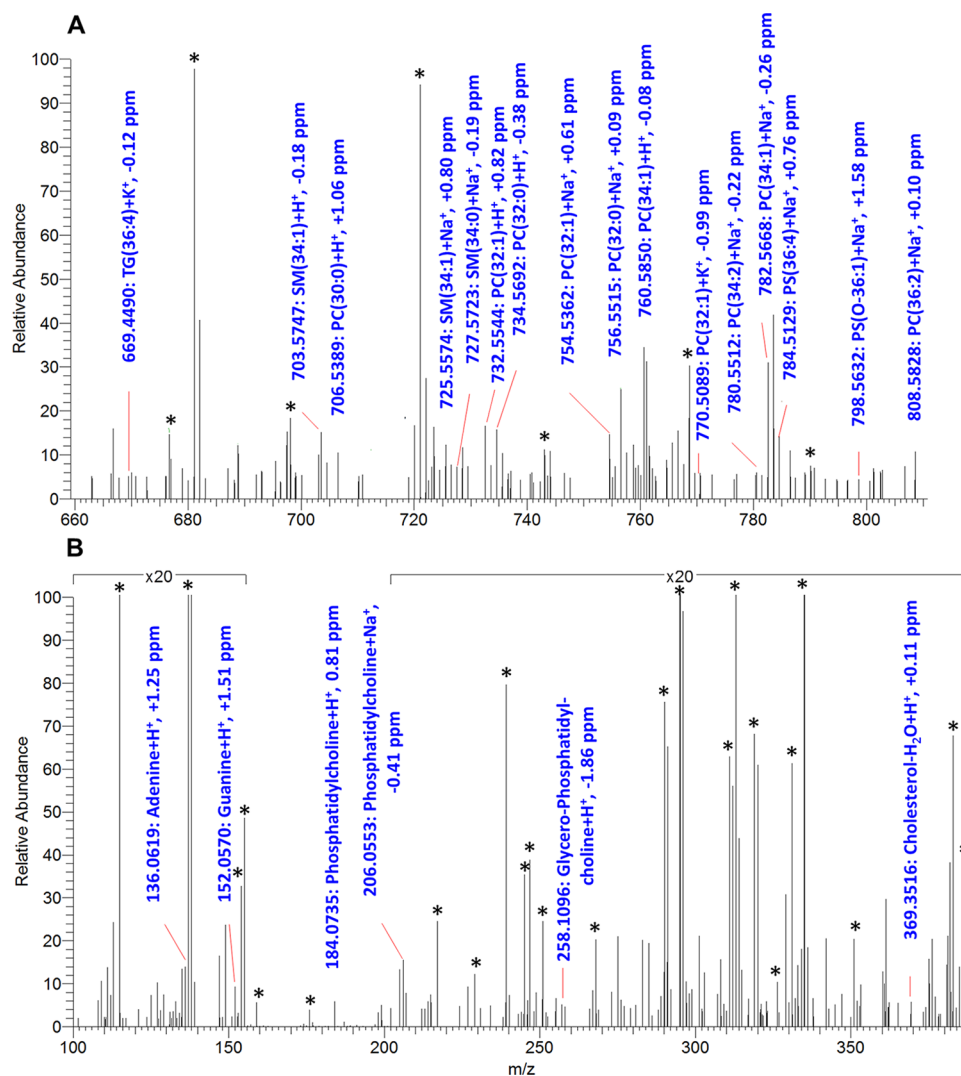 A
Relative Abundance
100
90
80
70
60
50
40
30
20
10
0
669.4490: TG(36:4)+K⁺, -0.12 ppm
703.5747: SM(34:1)+H⁺, -0.18 ppm
706.5389: PC(30:0)+H⁺, +1.06 ppm
725.5574: SM(34:1)+Na⁺, +0.80 ppm
727.5723: SM(34:0)+Na⁺, -0.19 ppm
732.5544: PC(32:1)+H⁺, +0.82 ppm
734.5692: PC(32:0)+H⁺, -0.38 ppm
754.5362: PC(32:1)+Na⁺, +0.61 ppm
756.5515: PC(32:0)+Na⁺, +0.09 ppm
760.5850: PC(34:1)+H⁺, -0.08 ppm
770.5089: PC(32:1)+K⁺, -0.99 ppm
780.5512: PC(34:2)+Na⁺, -0.22 ppm
782.5668: PC(34:1)+Na⁺, -0.26 ppm
784.5129: PS(36:4)+Na⁺, +0.76 ppm
798.5632: PS(O-36:1)+Na⁺, +1.58 ppm
808.5828: PC(36:2)+Na⁺, +0.10 ppm
* * * * * * *
660 680 700 720 740 760 780 800
B
x20 x20
Relative Abundance
100
90
80
70
60
50
40
30
20
10
0
136.0619: Adenine+H⁺, +1.25 ppm
152.0570: Guanine+H⁺, +1.51 ppm
184.0735: Phosphatidylcholine+H⁺, 0.81 ppm
206.0553: Phosphatidylcholine+Na⁺,
-0.41 ppm
258.1096: Glycero-Phosphatidyl-
choline+H⁺, -1.86 ppm
369.3516: Cholesterol-H₂O+H⁺, +0.11 ppm
100 150 200 250 300 350
m/z